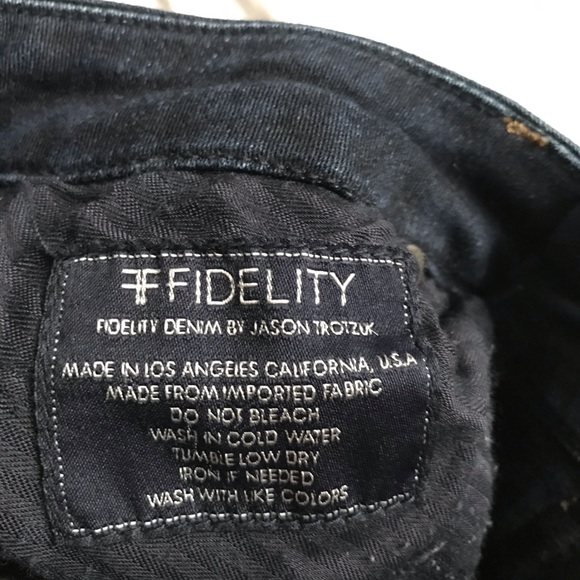 FIDELITY
FIDELITY DENIM BY JASON TROTZUK
MADE IN LOS ANGELES CALIFORNIA, U.S.A
MADE FROM IMPORTED FABRIC
DO NOT BLEACH
WASH IN COLD WATER
TUMBLE LOW DRY
IRON IF NEEDED
WASH WITH LIKE COLORS